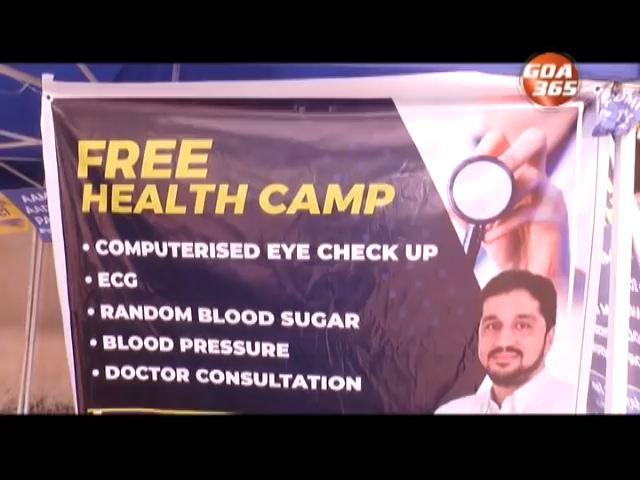 GOA
365
FREE
HEALTH CAMP
• COMPUTERISED EYE CHECK UP
• ECG
• RANDOM BLOOD SUGAR
• BLOOD PRESSURE
• DOCTOR CONSULTATION